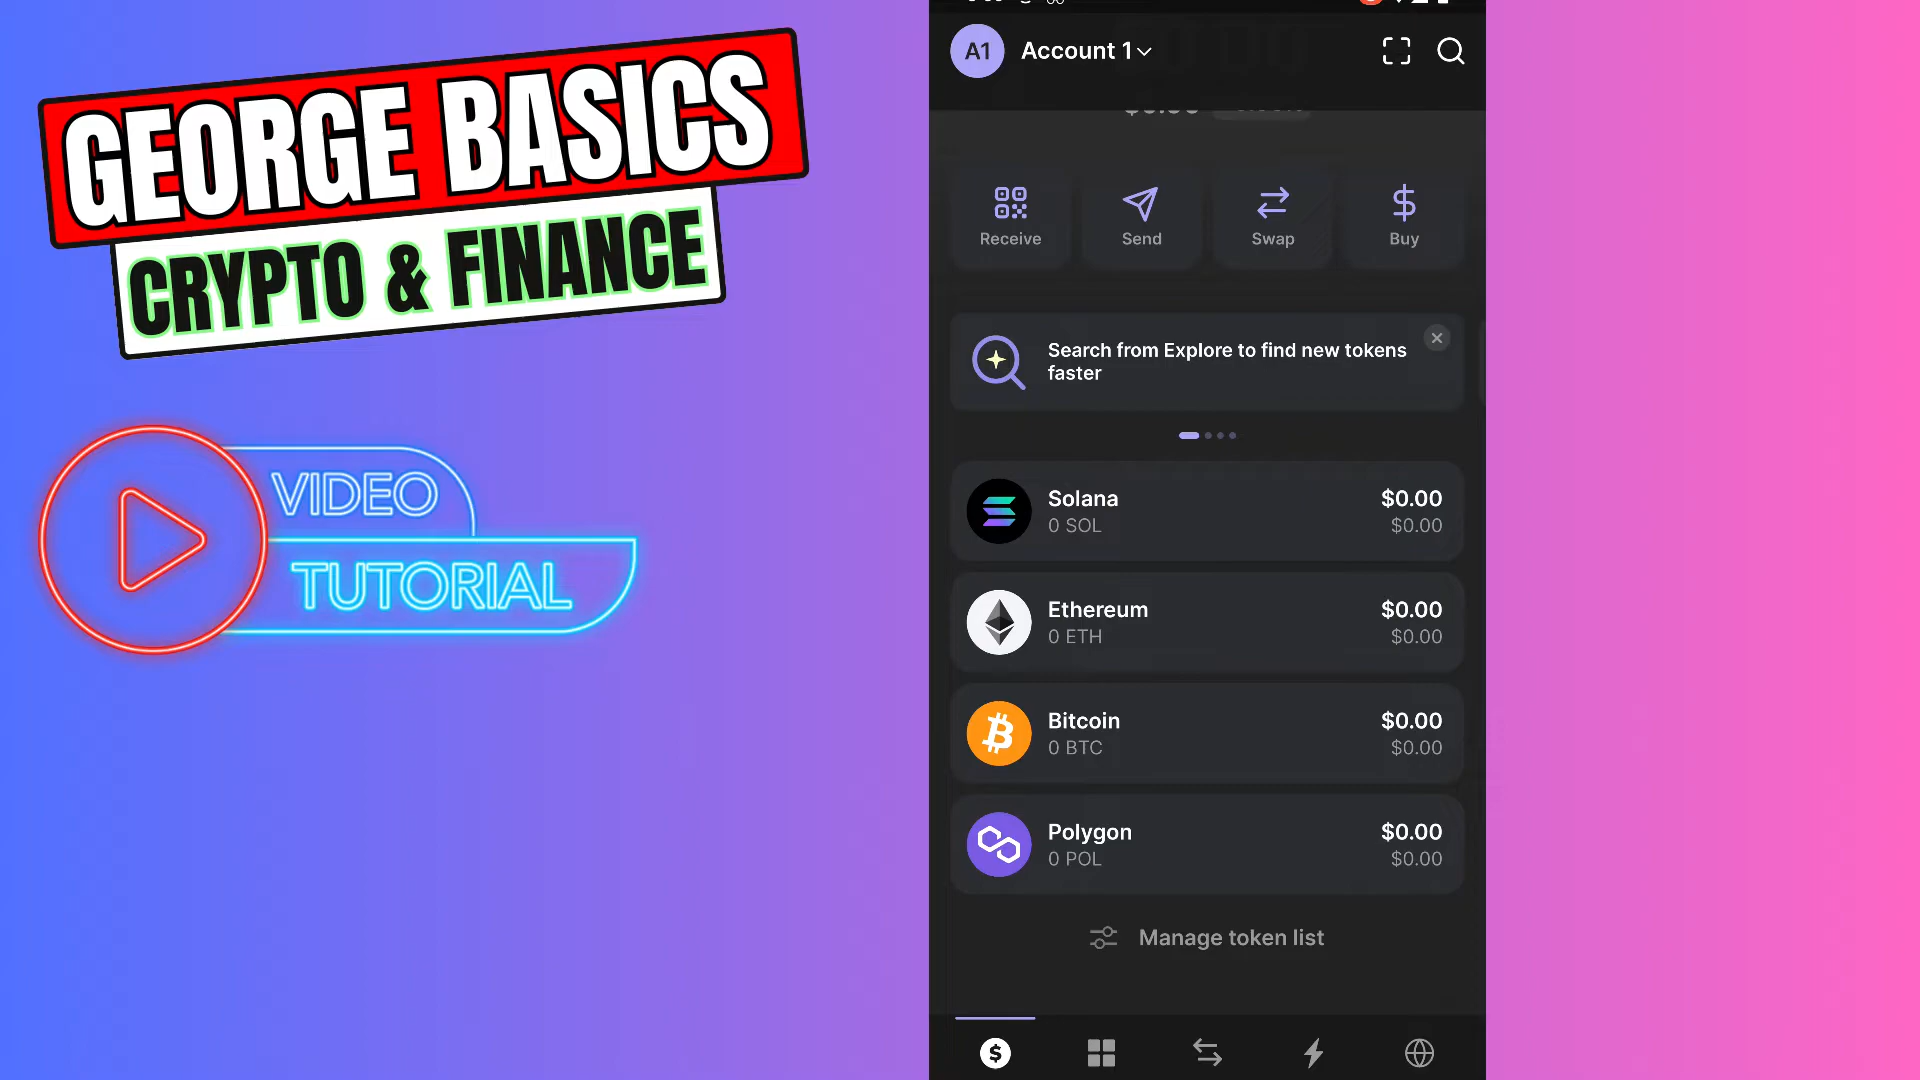 GEORGE BASICS
CRYPTO & FINANCE
VIDEO
TUTORIAL
A1
Account 1
Receive
Send
Swap
Buy
Search from Explore to find new tokens
faster
Solana
$0.00
0 SOL
$0.00
Ethereum
$0.00
0 ETH
$0.00
Bitcoin
$0.00
0 BTC
$0.00
Polygon
$0.00
0 POL
$0.00
Manage token list